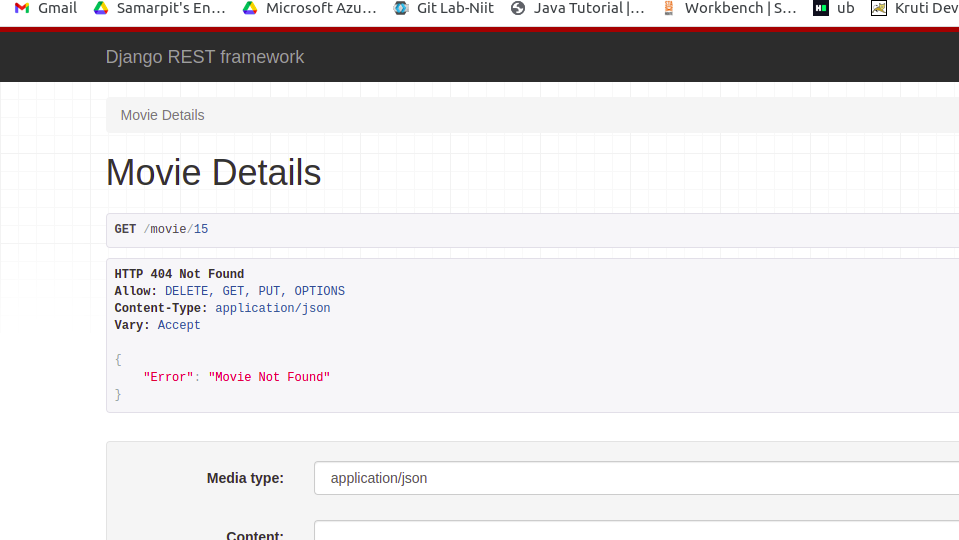 Gmail Samarpit's En... Microsoft Azu... Git Lab-Niit Java Tutorial |... Workbench | S... ub Kruti Dev
Django REST framework
Movie Details
Movie Details
GET /movie/15
HTTP 404 Not Found
Allow: DELETE, GET, PUT, OPTIONS
Content-Type: application/json
Vary: Accept
{
"Error": "Movie Not Found"
}
Media type: application/json
Content: